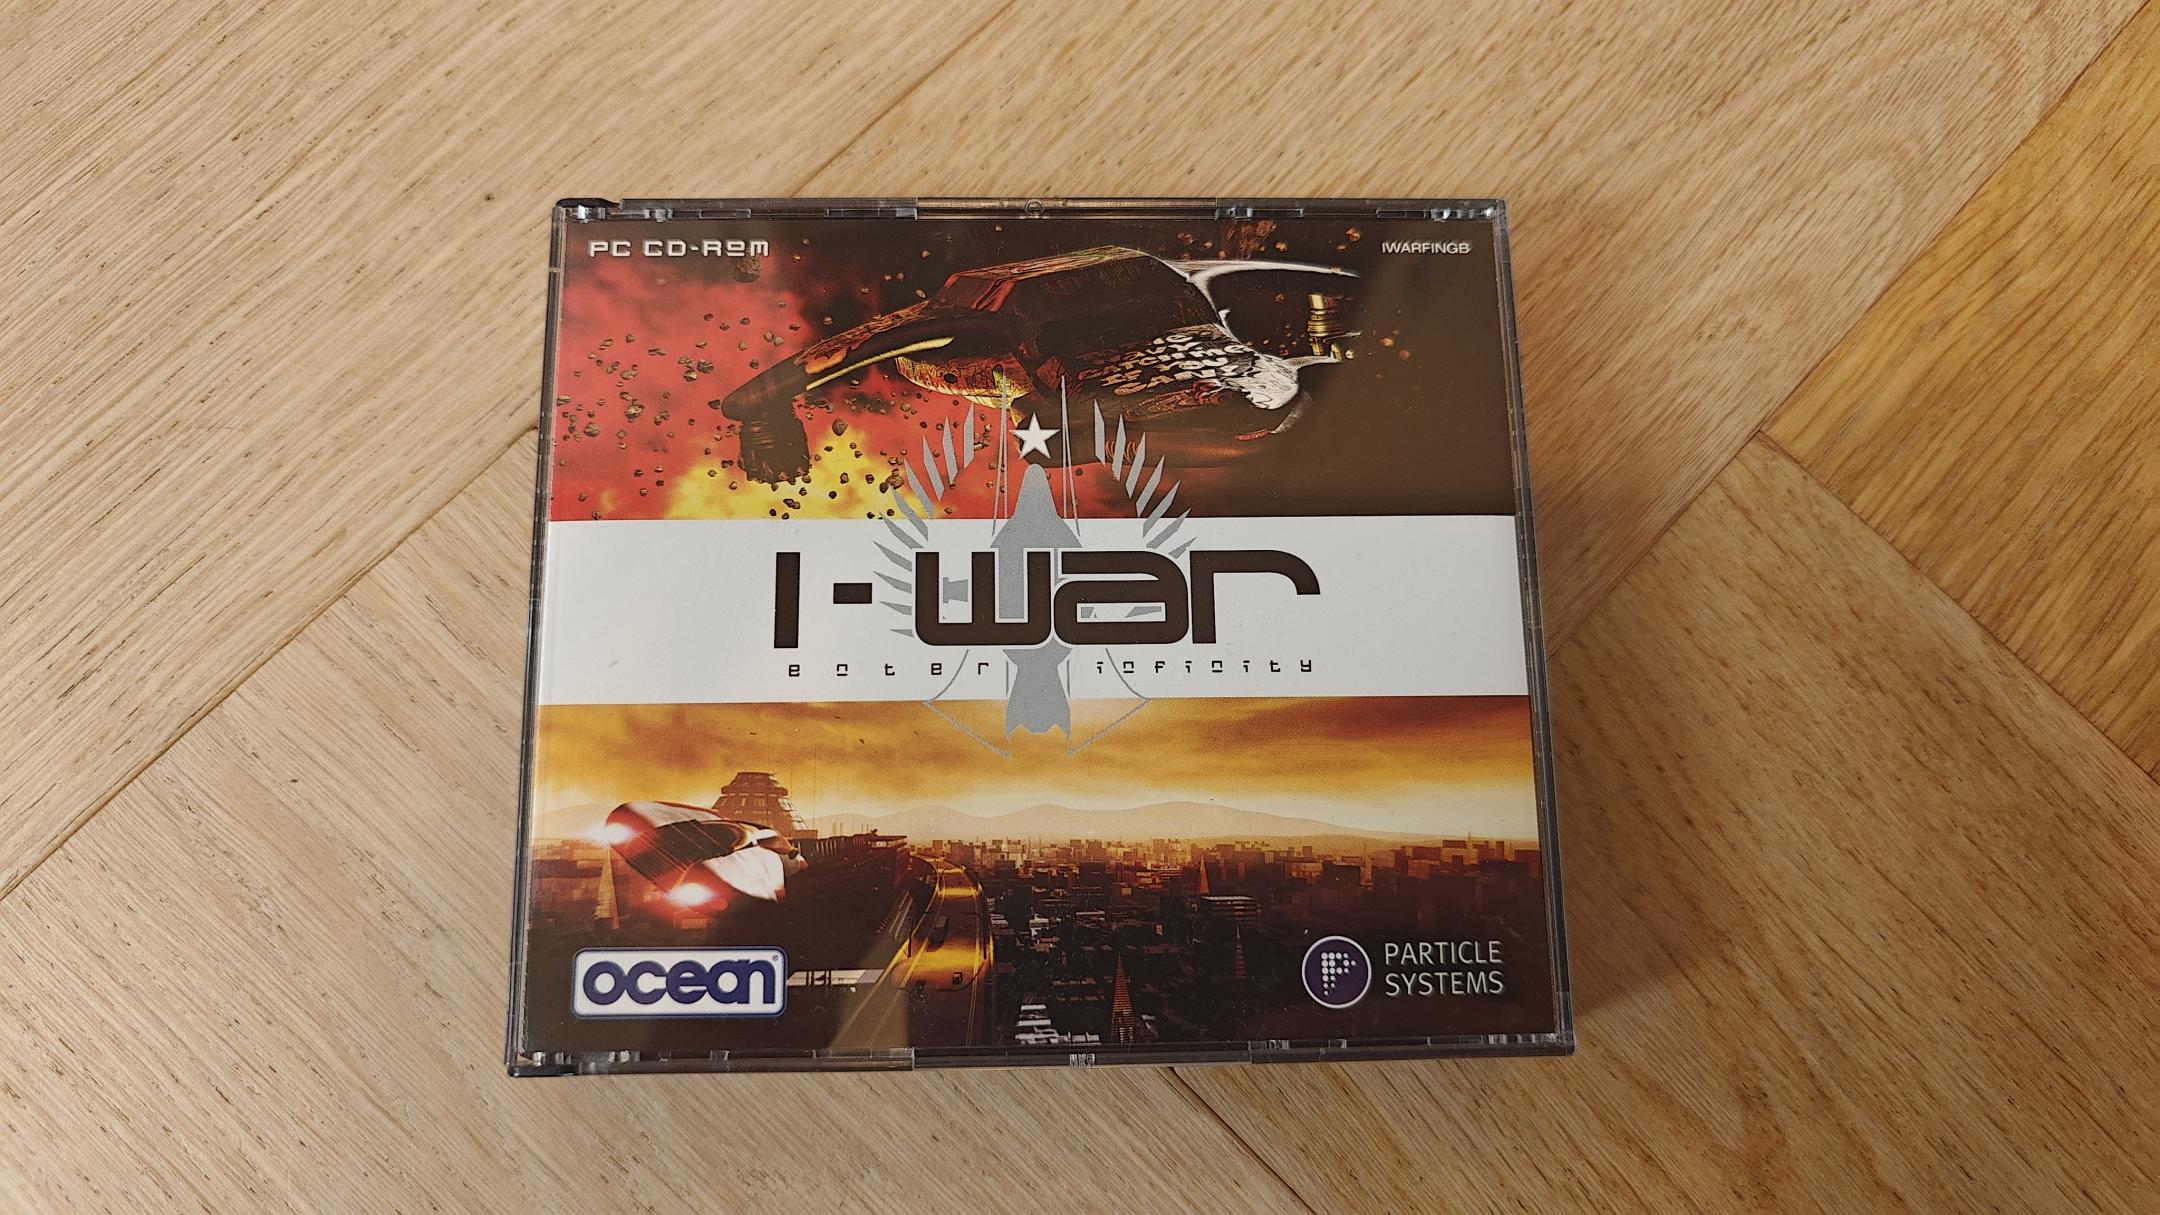 PC CD-ROM
IWARFINGB
I-war
enter infinity
ocean
PARTICLE
SYSTEMS